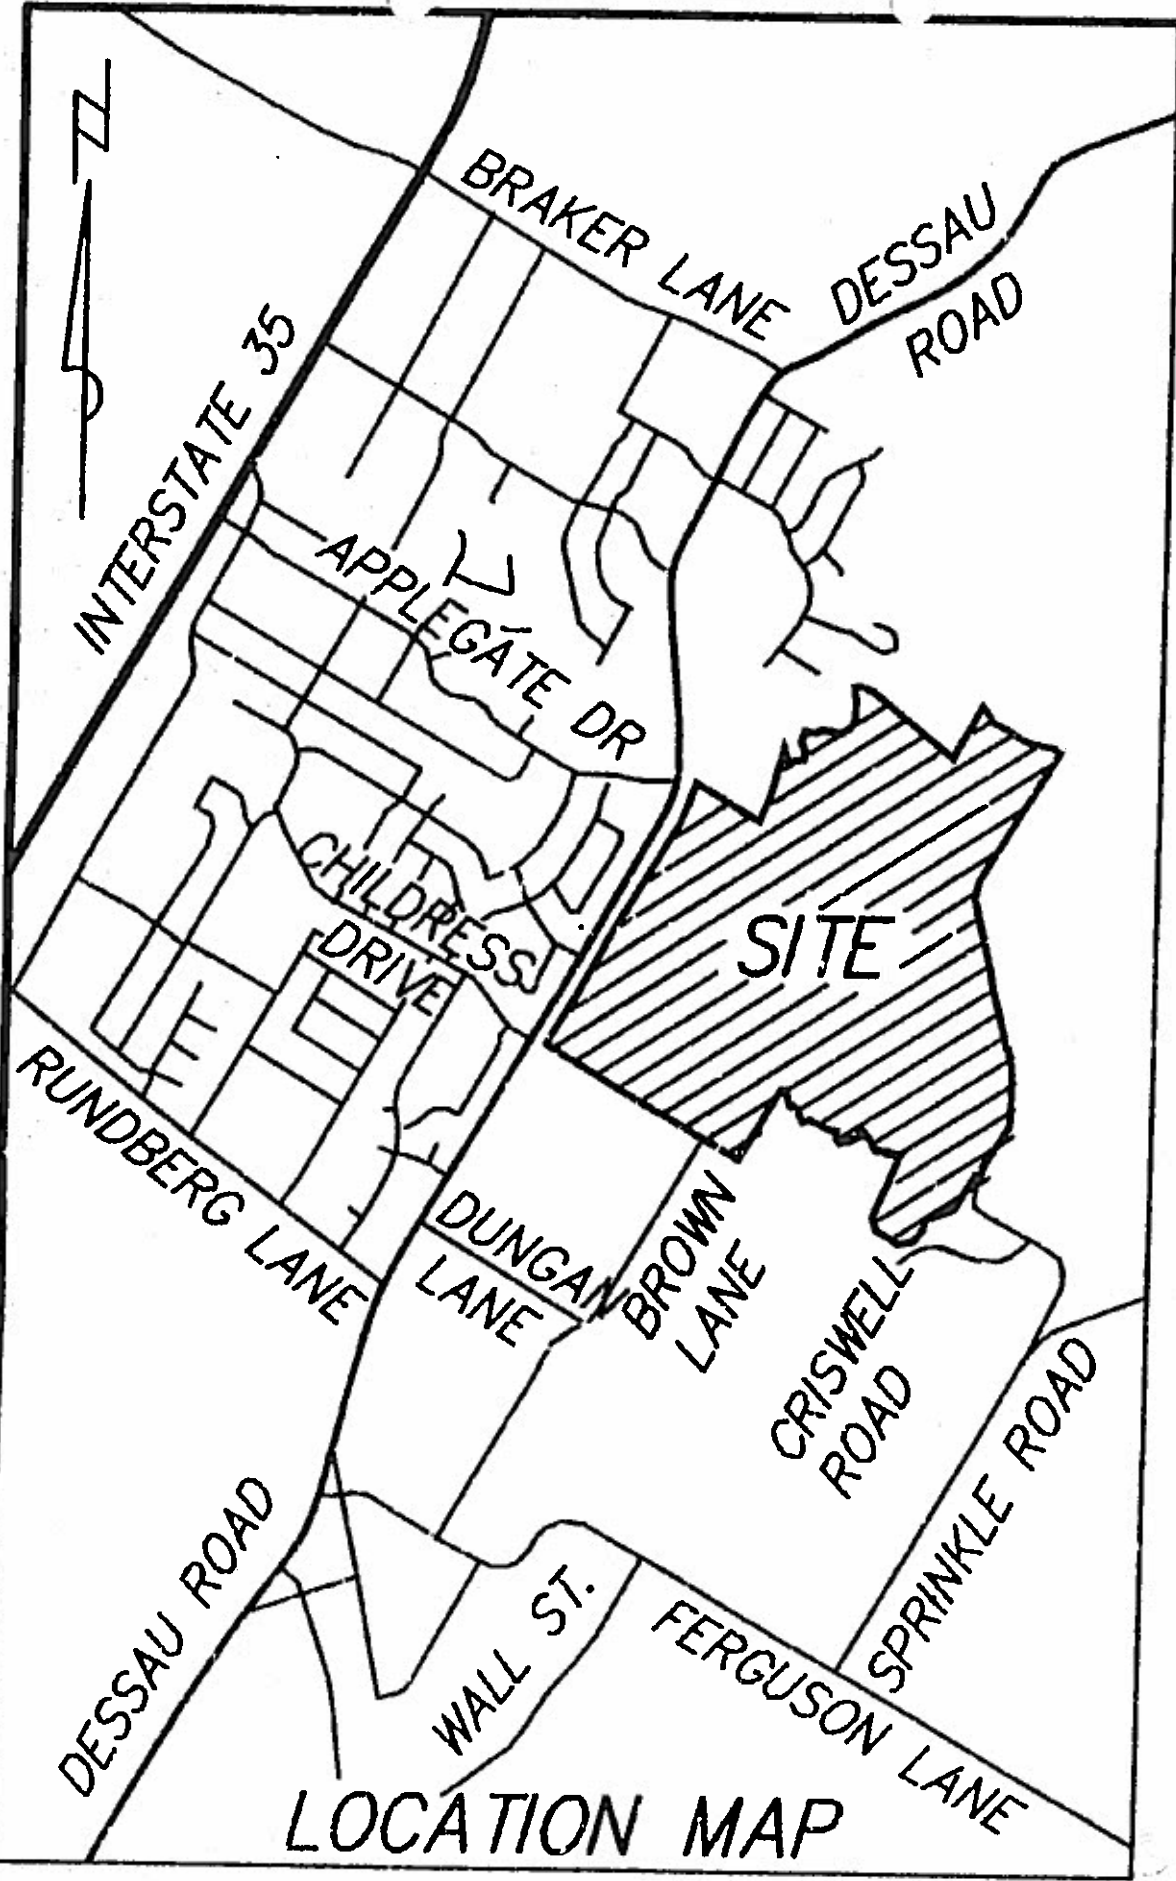 N
BRAKER LANE
DESSAU
ROAD
INTERSTATE 35
APPLEGATE DR
CHILDRESS
DRIVE
SITE
RUNDBERG LANE
DUNGAN
LANE
BROWN
LANE
CRISWELL
ROAD
SPRINKLE ROAD
DESSAU ROAD
WALL ST.
FERGUSON LANE
LOCATION MAP